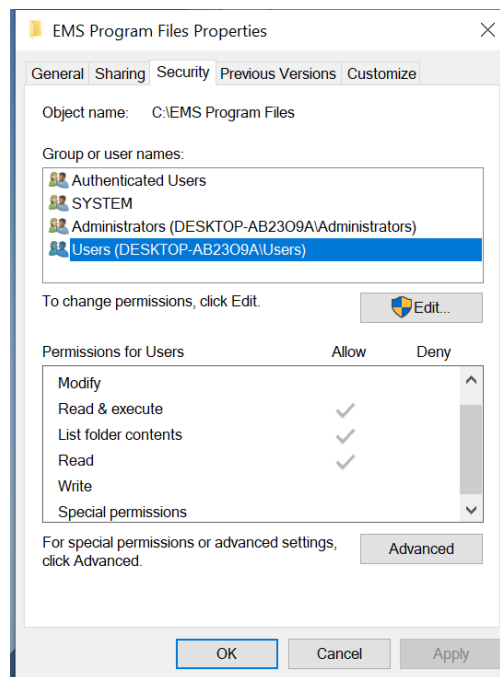 EMS Program Files Properties
General Sharing Security Previous Versions Customize
Object name: C:\EMS Program Files
Group or user names:
Authenticated Users
SYSTEM
Administrators (DESKTOP-AB23O9A\Administrators)
Users (DESKTOP-AB23O9A\Users)
To change permissions, click Edit.
Edit...
Permissions for Users Allow Deny
Modify
Read & execute
List folder contents
Read
Write
Special permissions
For special permissions or advanced settings,
click Advanced.
Advanced
OK Cancel Apply